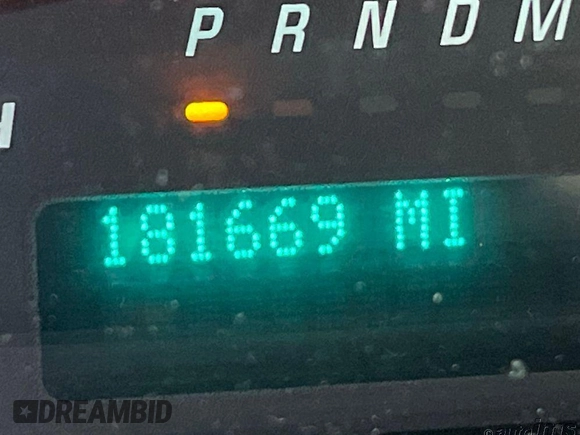 P R N D M
H
181669 MI
DREAMBID